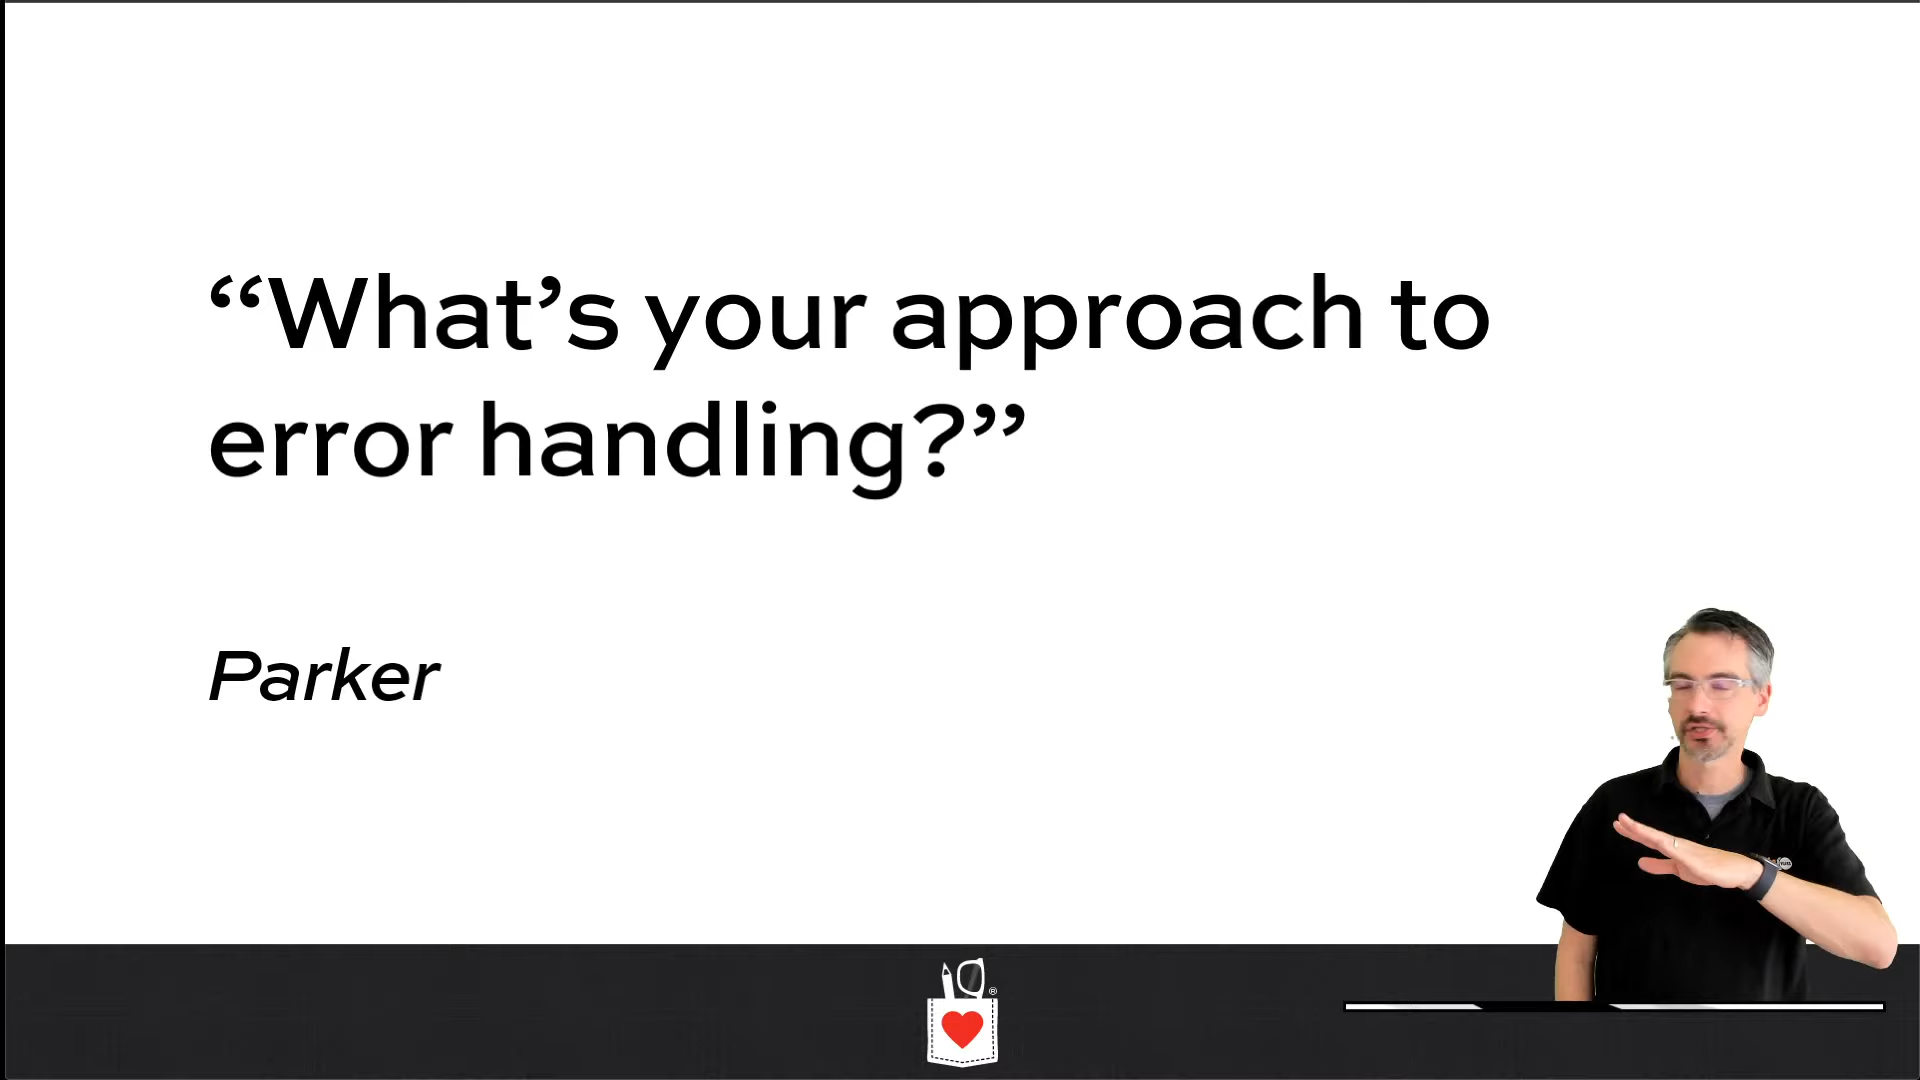 “What’s your approach to
error handling?”
Parker
®